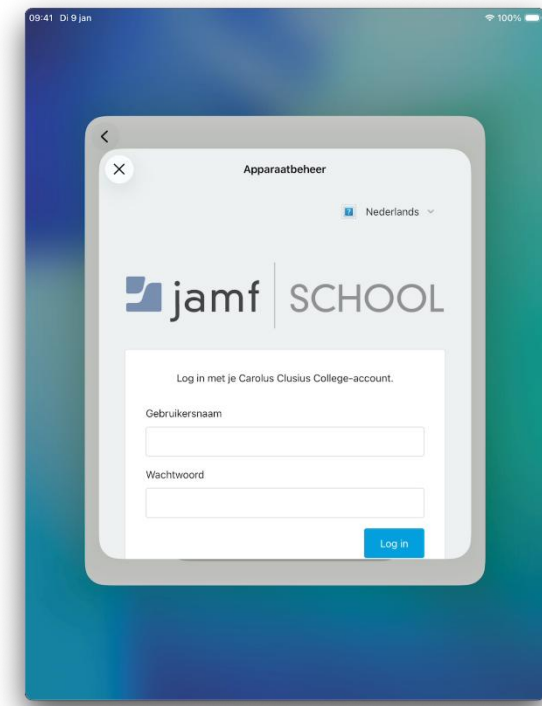 09:41 Di 9 jan 100%
Apparaatbeheer
? Nederlands
jamf SCHOOL
Log in met je Carolus Clusius College-account.
Gebruikersnaam
Wachtwoord
Log in